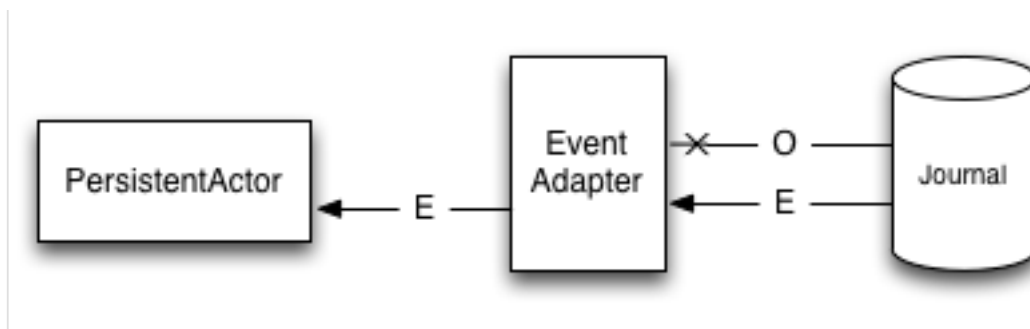 PersistentActor
E
Event
Adapter
O
E
Journal